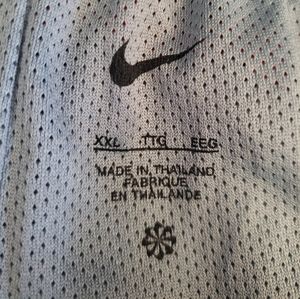 XXL TTG EEG
MADE IN THAILAND
FABRIQUE
EN THAILANDE